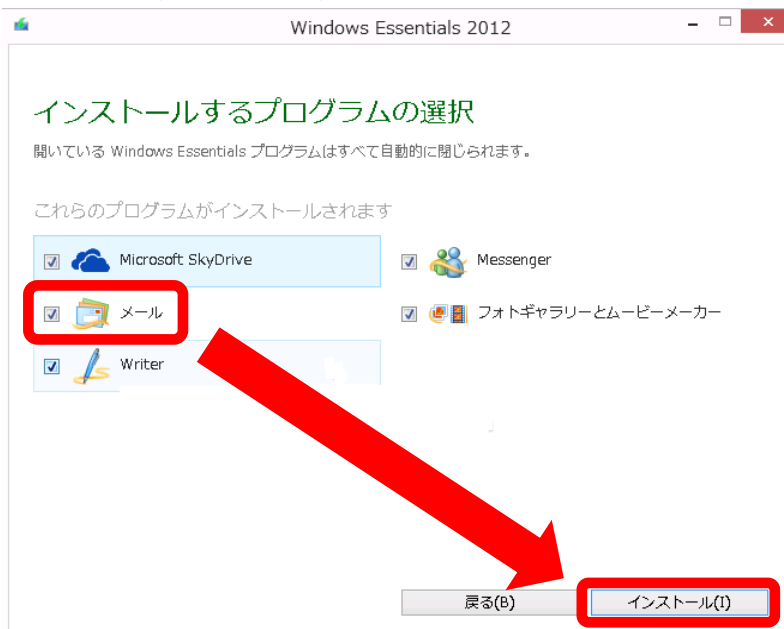 Windows Essentials 2012
インストールするプログラムの選択
開いている Windows Essentials プログラムはすべて自動的に閉じられます。
これらのプログラムがインストールされます
Microsoft SkyDrive
Messenger
メール
フォトギャラリーとムービーメーカー
Writer
戻る(B)
インストール(I)